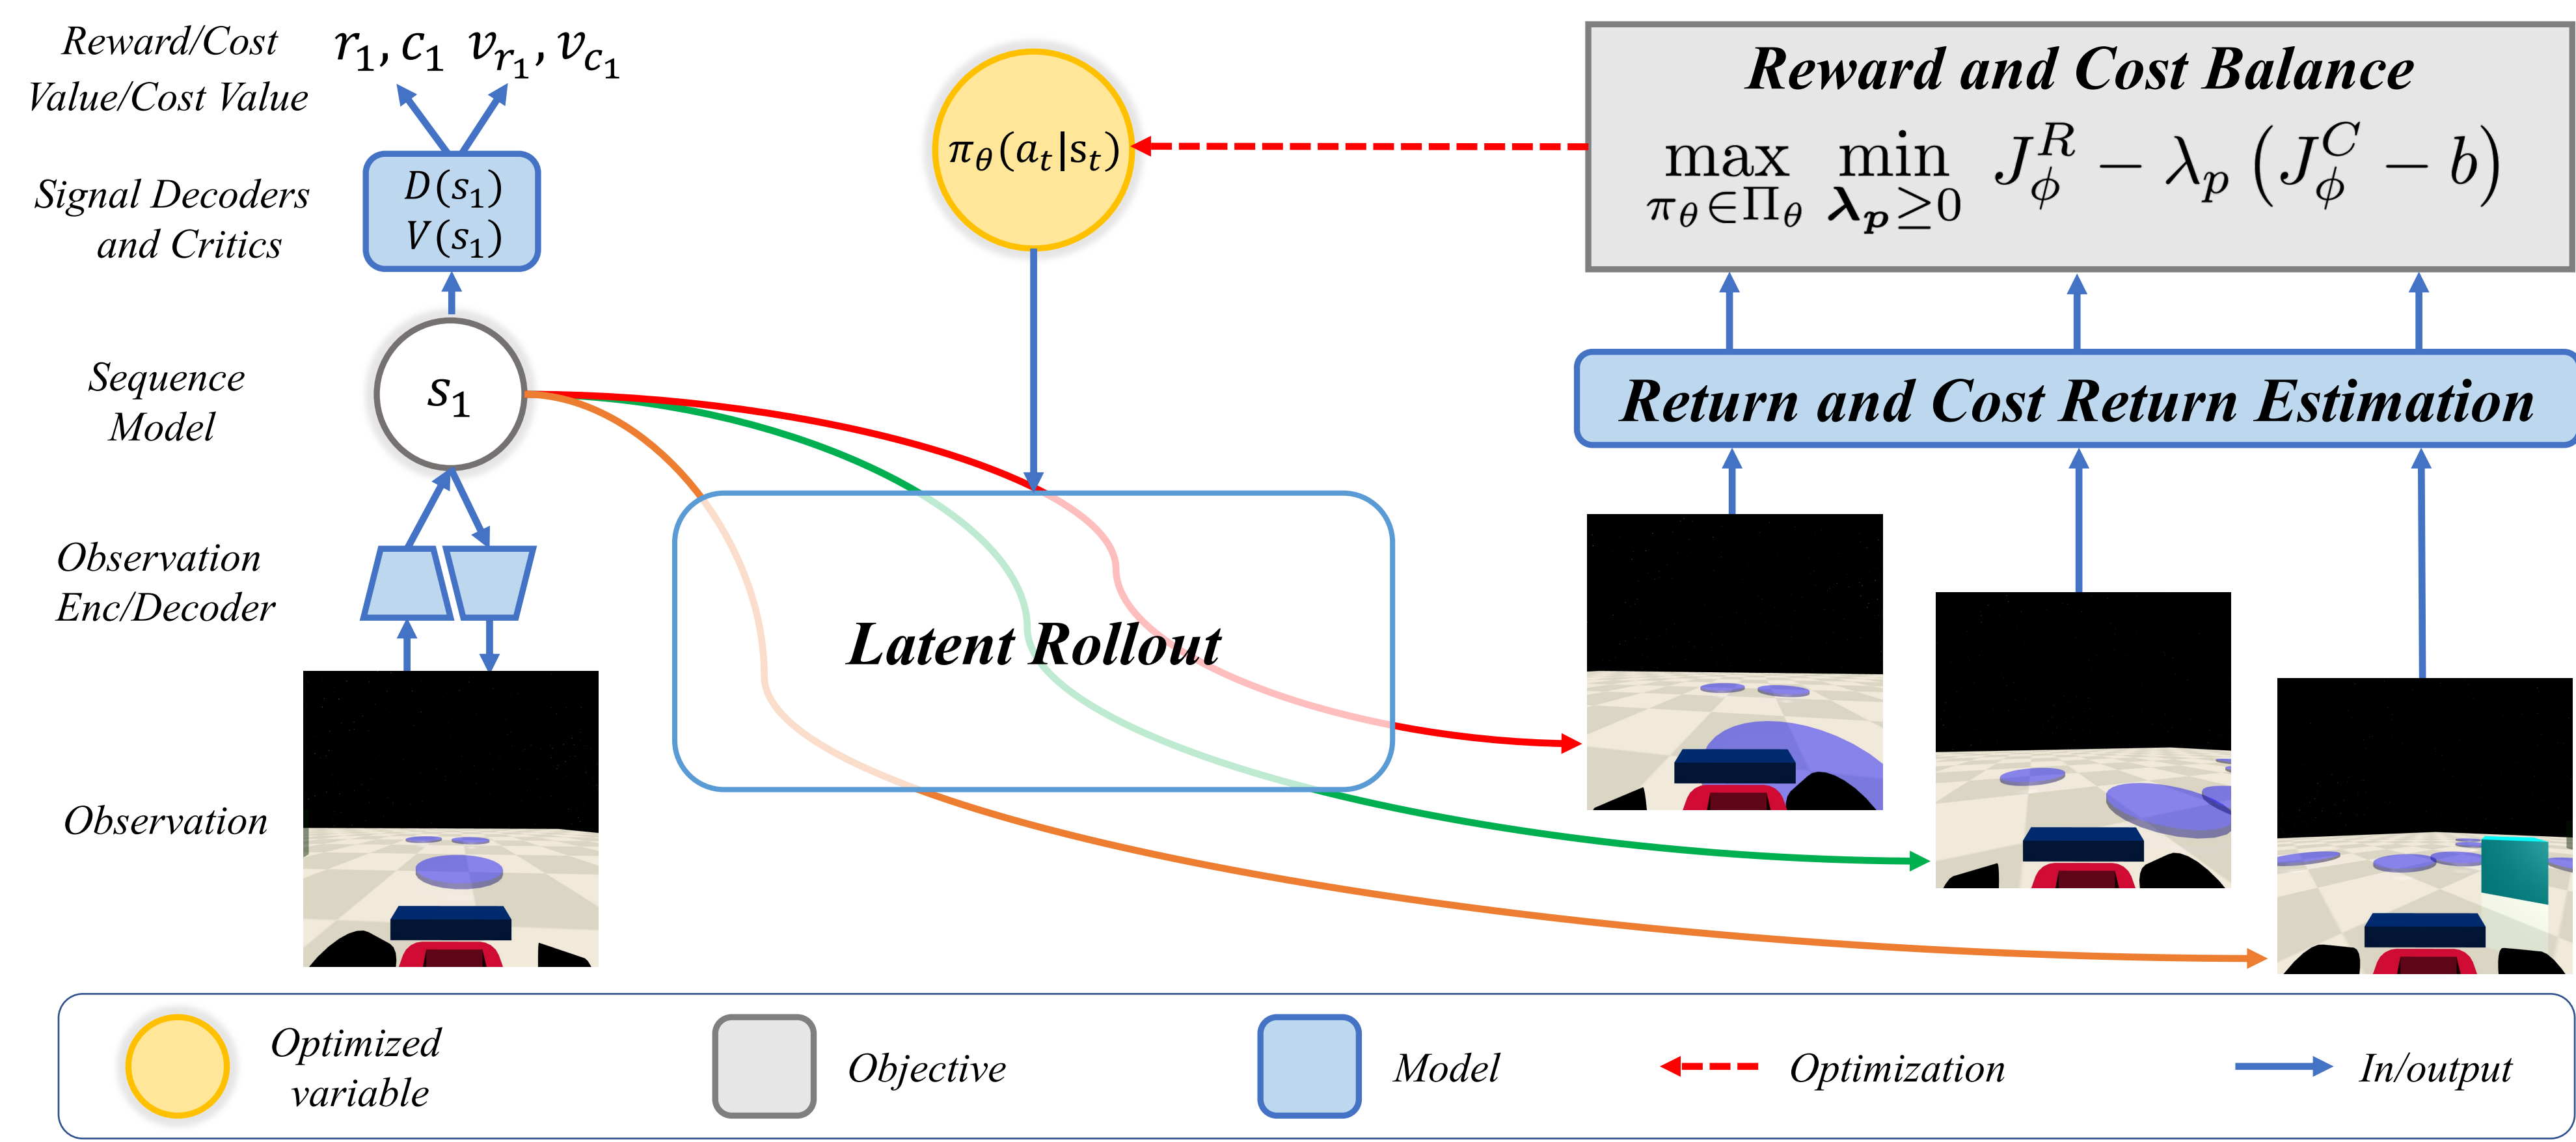 Reward/Cost
Value/Cost Value
r₁, c₁ v_{r₁}, v_{c₁}
Signal Decoders
and Critics
D(s₁)
V(s₁)
Sequence
Model
s₁
Observation
Enc/Decoder
Observation
π_θ(a_t|s_t)
Latent Rollout
Reward and Cost Balance
max_{π_θ∈Π_θ} min_{λ_p≥0} J_ϕ^R − λ_p (J_ϕ^C − b)
Return and Cost Return Estimation
Optimized
variable
Objective
Model
Optimization
In/output